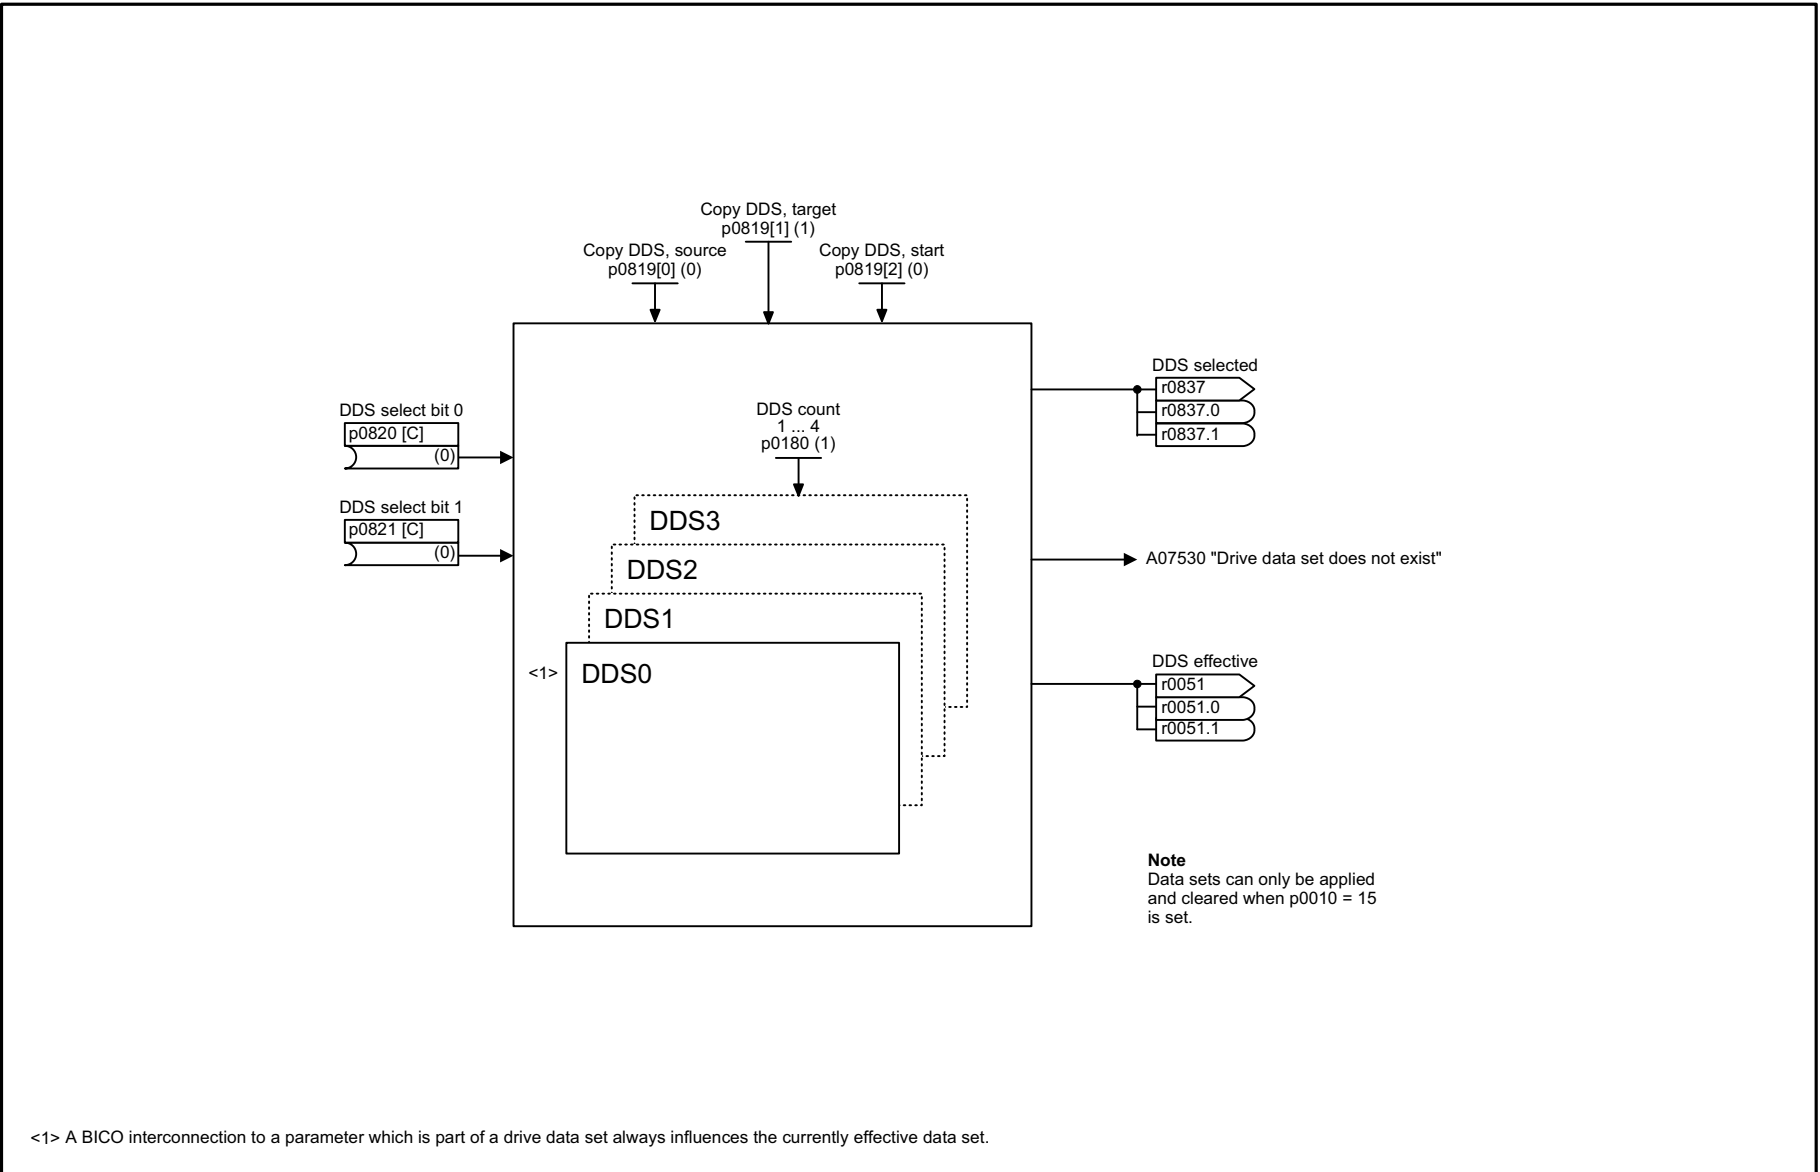 Copy DDS, target
p0819[1] (1)
Copy DDS, source
p0819[0] (0)
Copy DDS, start
p0819[2] (0)
DDS select bit 0
p0820 [C]
(0)
DDS select bit 1
p0821 [C]
(0)
DDS count
1 ... 4
p0180 (1)
DDS3
DDS2
DDS1
<1>
DDS0
DDS selected
r0837
r0837.0
r0837.1
A07530 "Drive data set does not exist"
DDS effective
r0051
r0051.0
r0051.1
Note
Data sets can only be applied
and cleared when p0010 = 15
is set.
<1> A BICO interconnection to a parameter which is part of a drive data set always influences the currently effective data set.